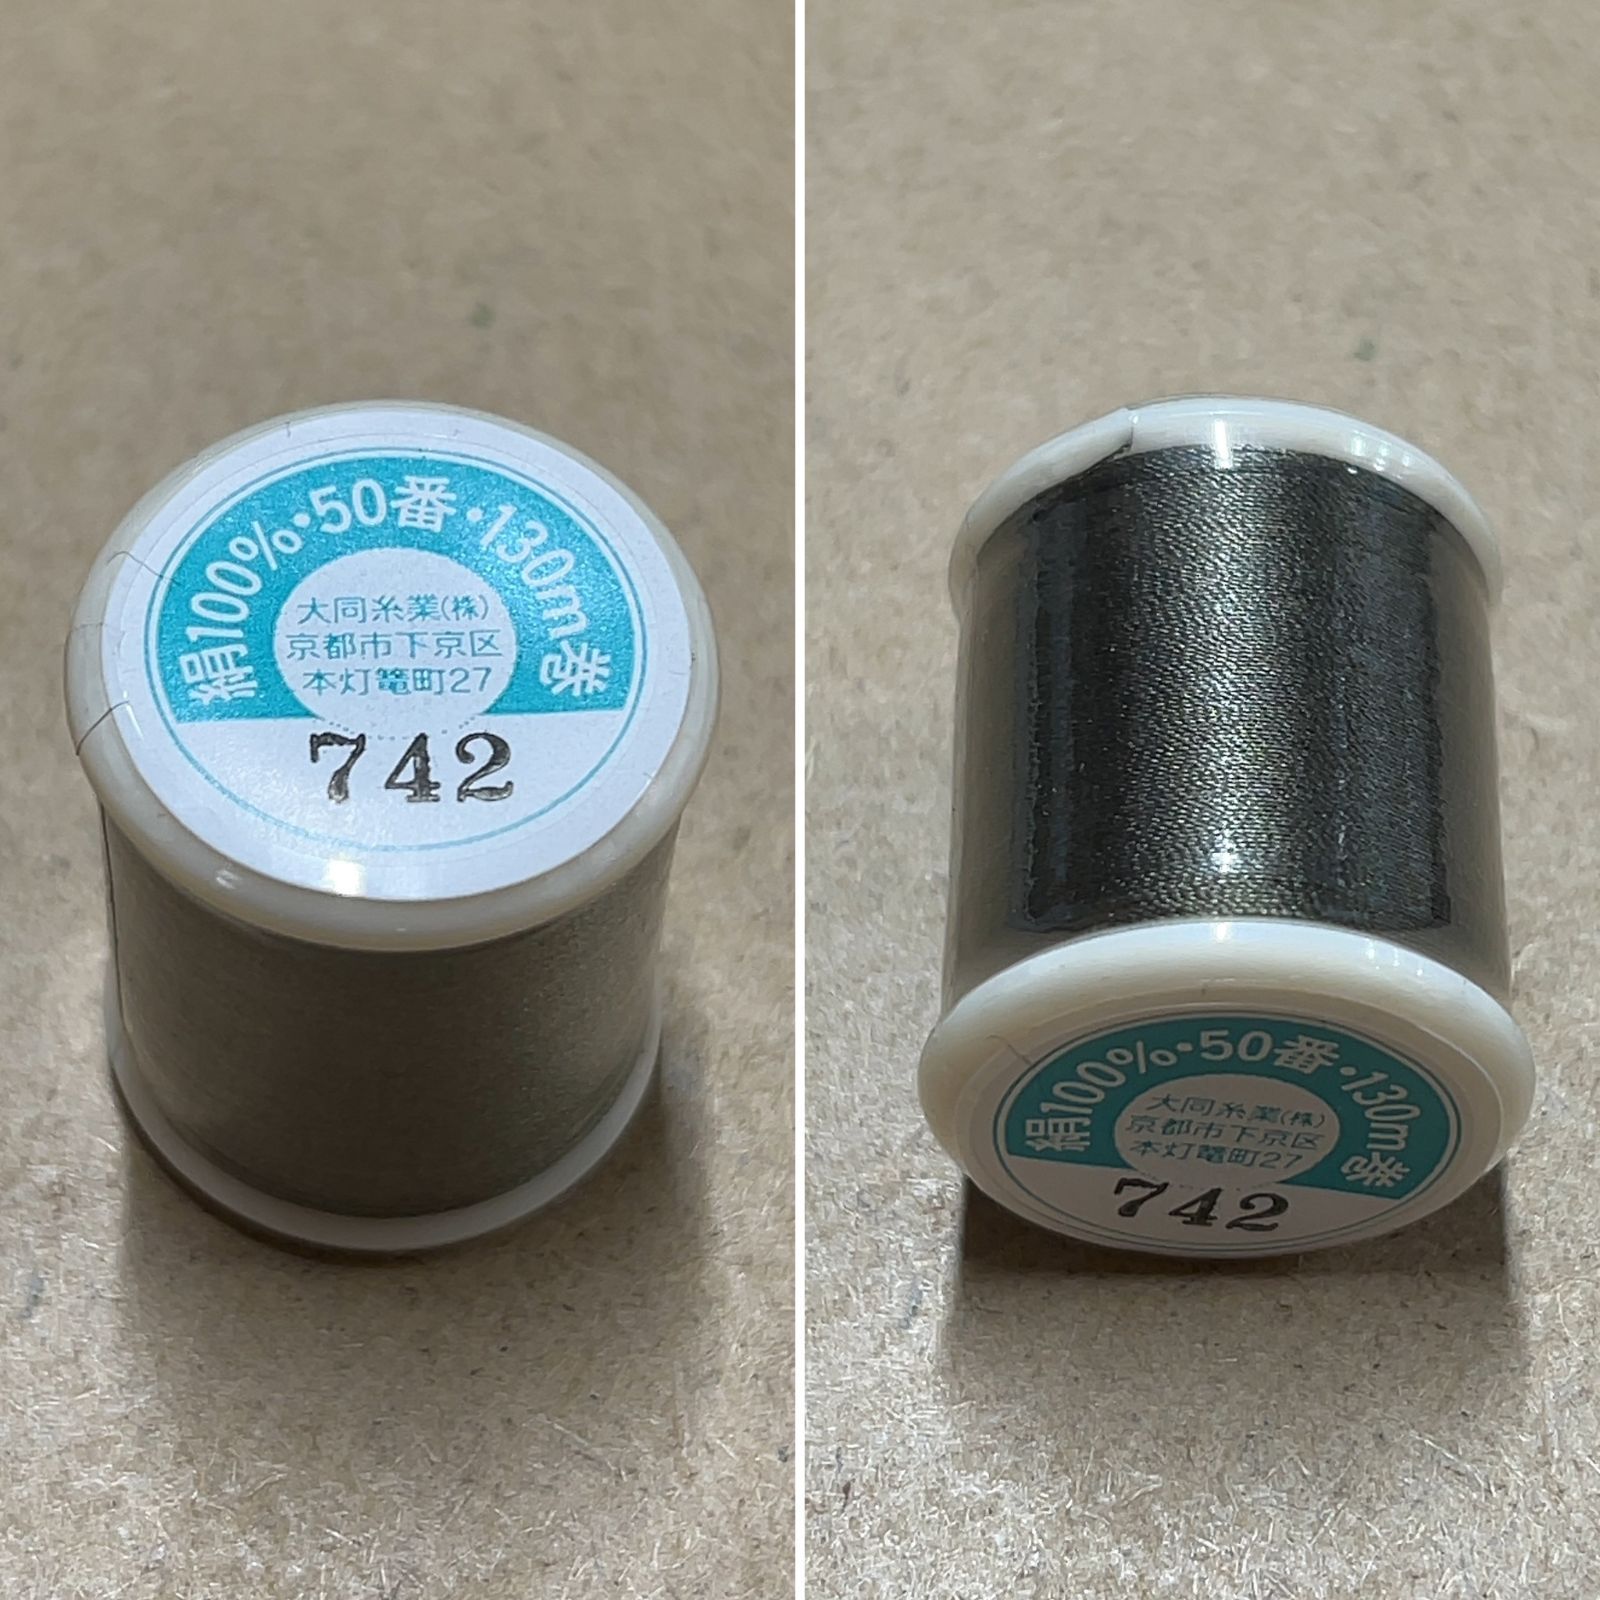 絹100%・50番・130m巻
大同糸業(株)
京都市下京区
本灯篭町27
742
絹100%・50番・130m巻
大同糸業(株)
京都市下京区
本灯篭町27
742